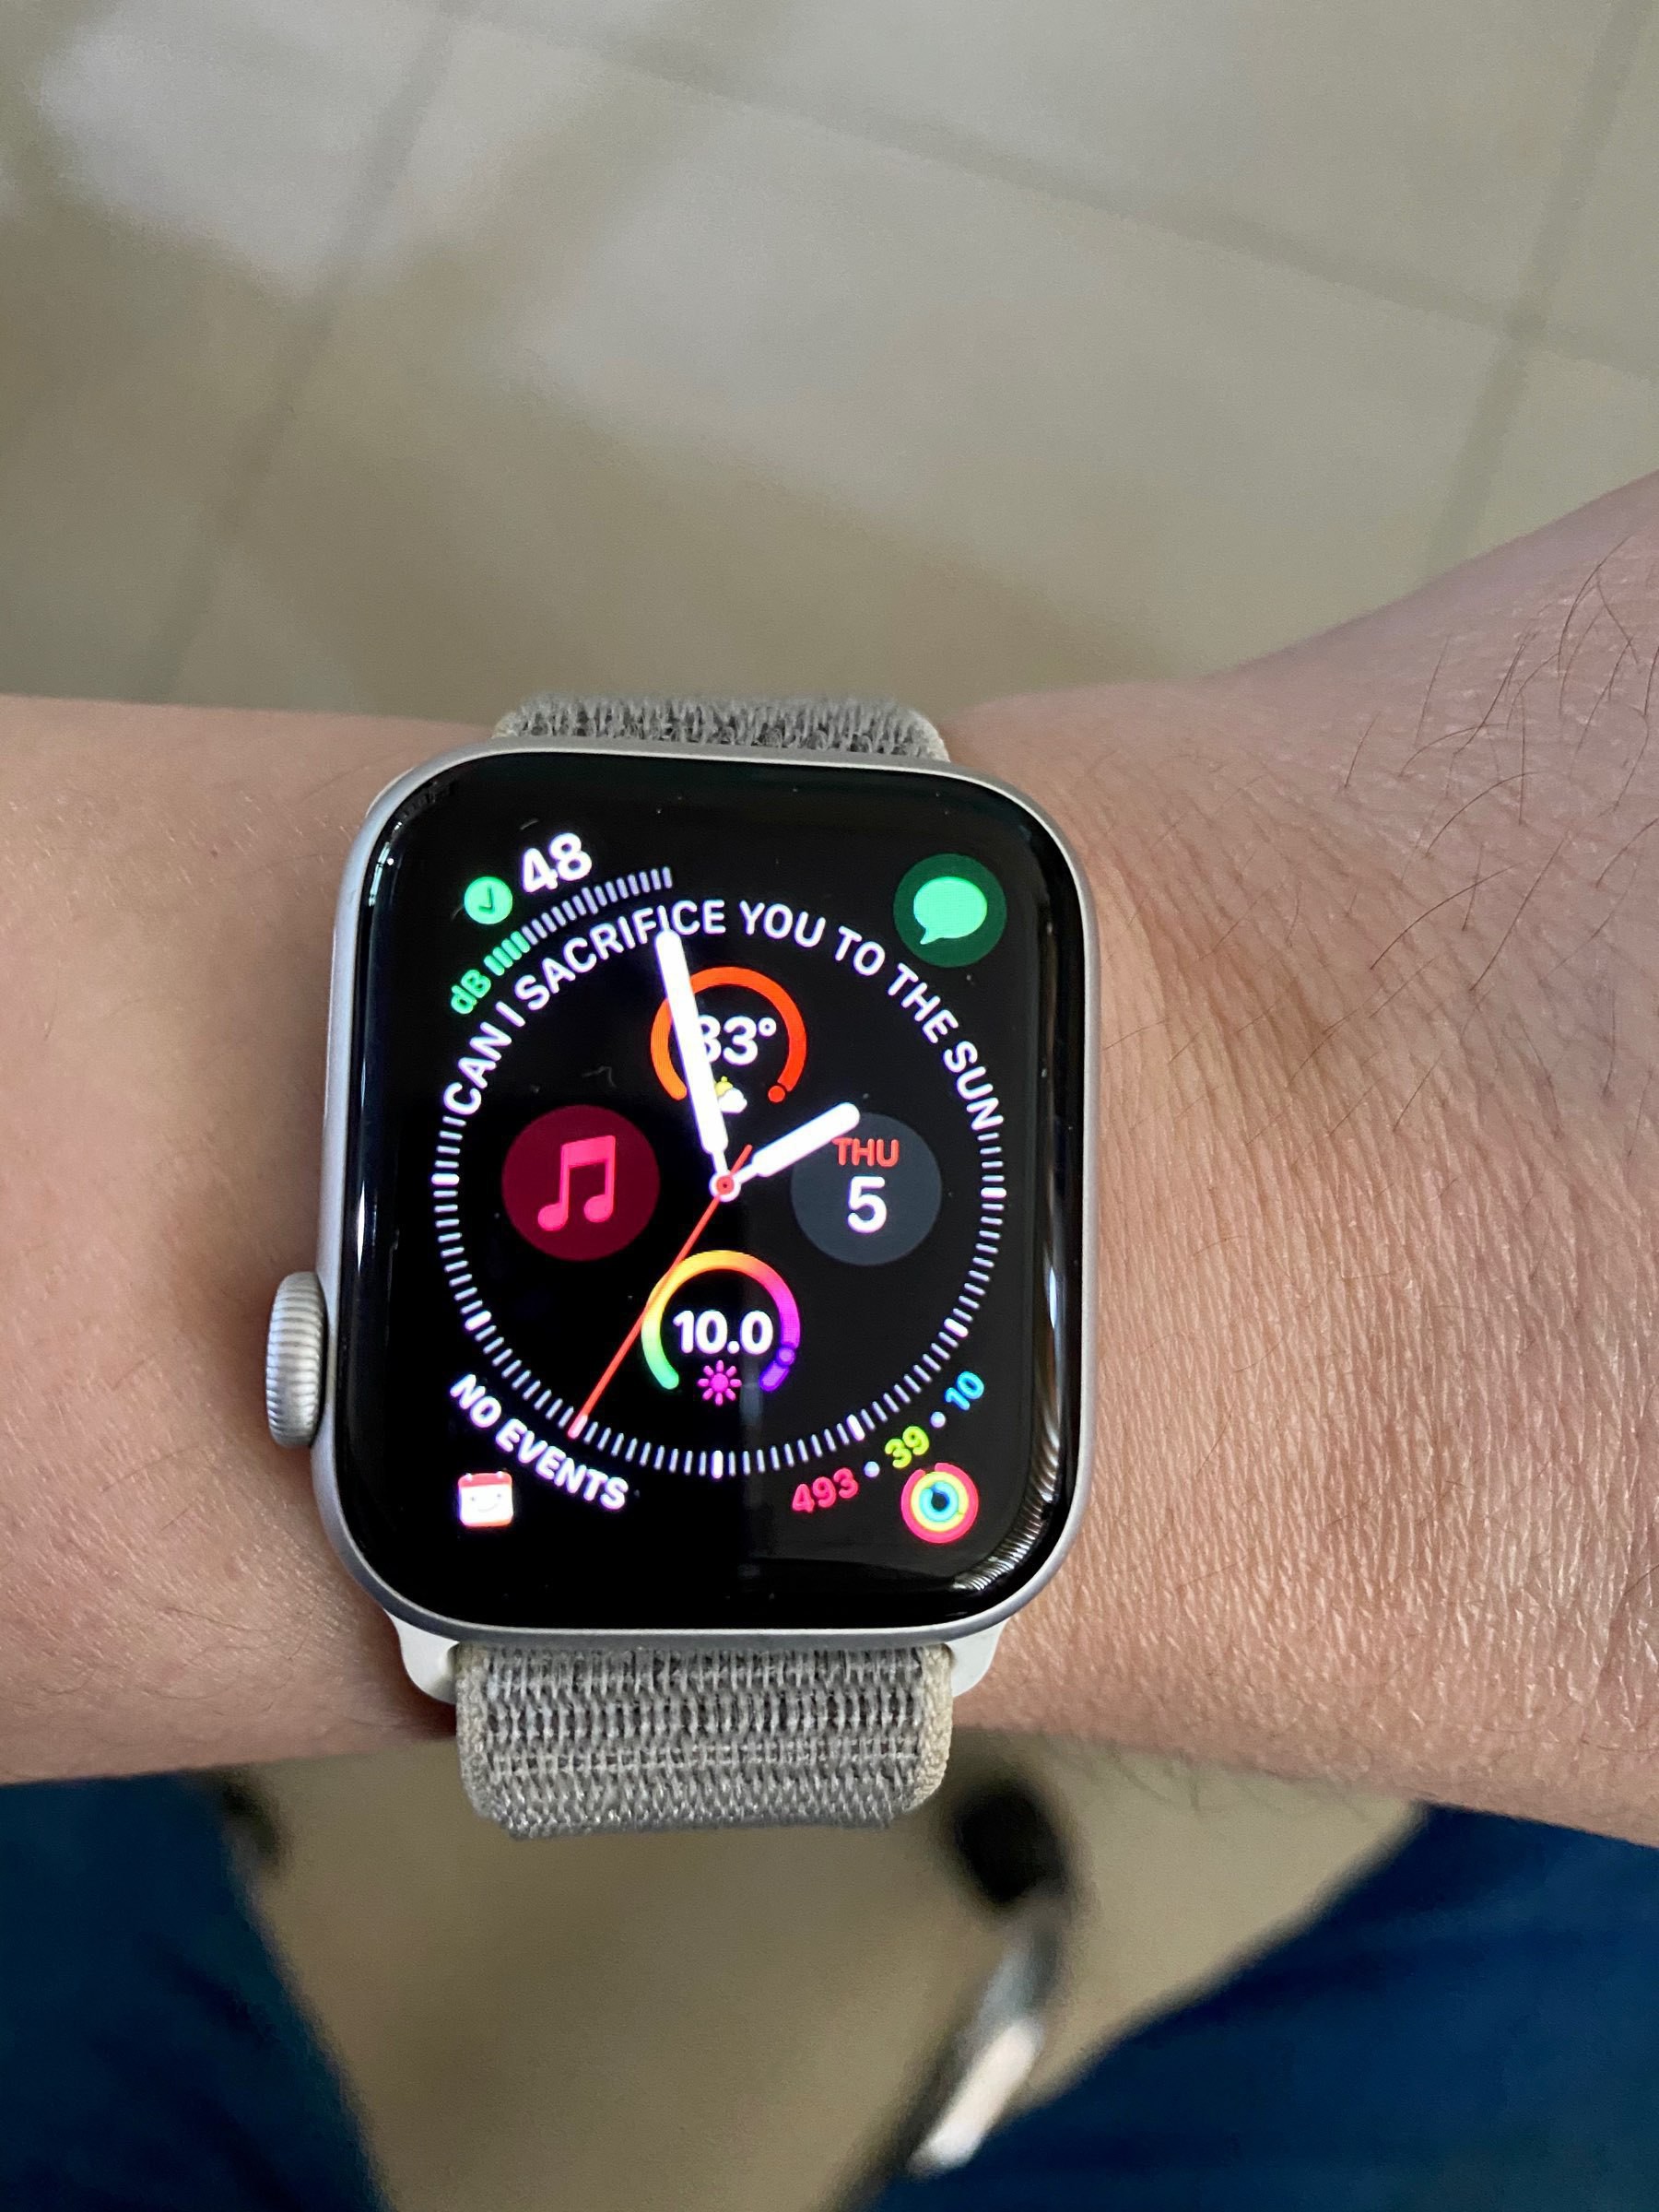 48
dB
CAN I SACRIFICE YOU TO THE SUN
33°
THU
5
10.0
NO EVENTS
493 • 39 • 10